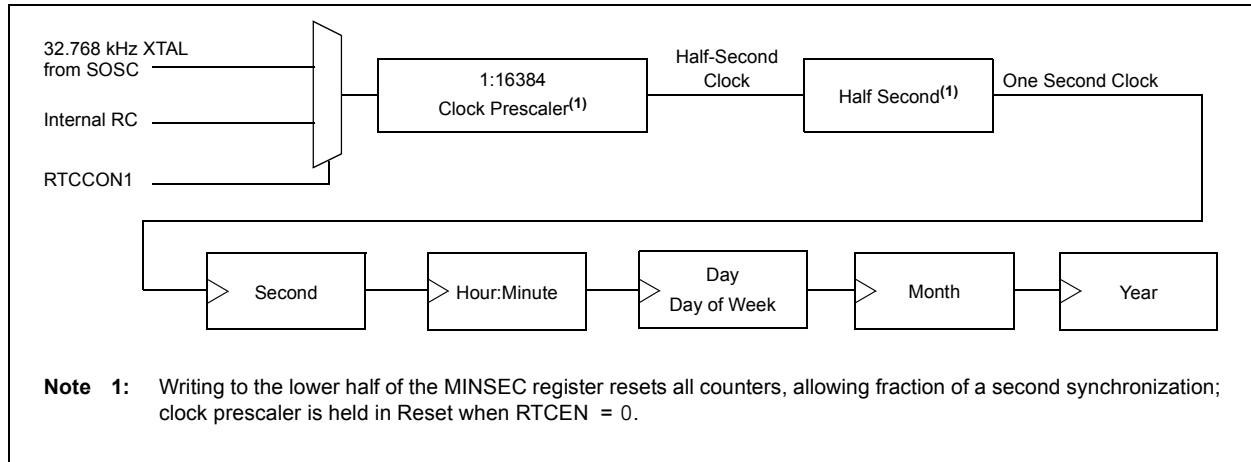 32.768 kHz XTAL
from SOSC
Internal RC
RTCCON1
1:16384
Clock Prescaler(1)
Half-Second
Clock
Half Second(1)
One Second Clock
Second
Hour:Minute
Day
Day of Week
Month
Year
Note 1: Writing to the lower half of the MINSEC register resets all counters, allowing fraction of a second synchronization;
clock prescaler is held in Reset when RTCEN = 0.